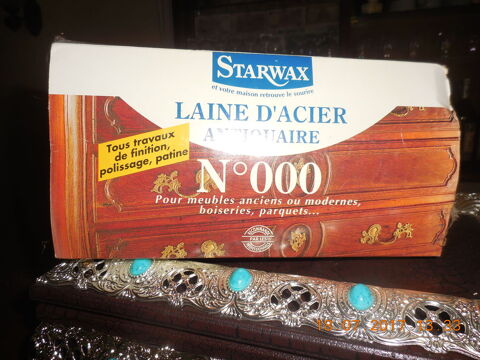 STARWAX
et votre maison retrouve le sourire
LAINE D'ACIER
ANTIQUAIRE
Tous travaux
de finition,
polissage, patine
N°000
Pour meubles anciens ou modernes,
boiseries, parquets...